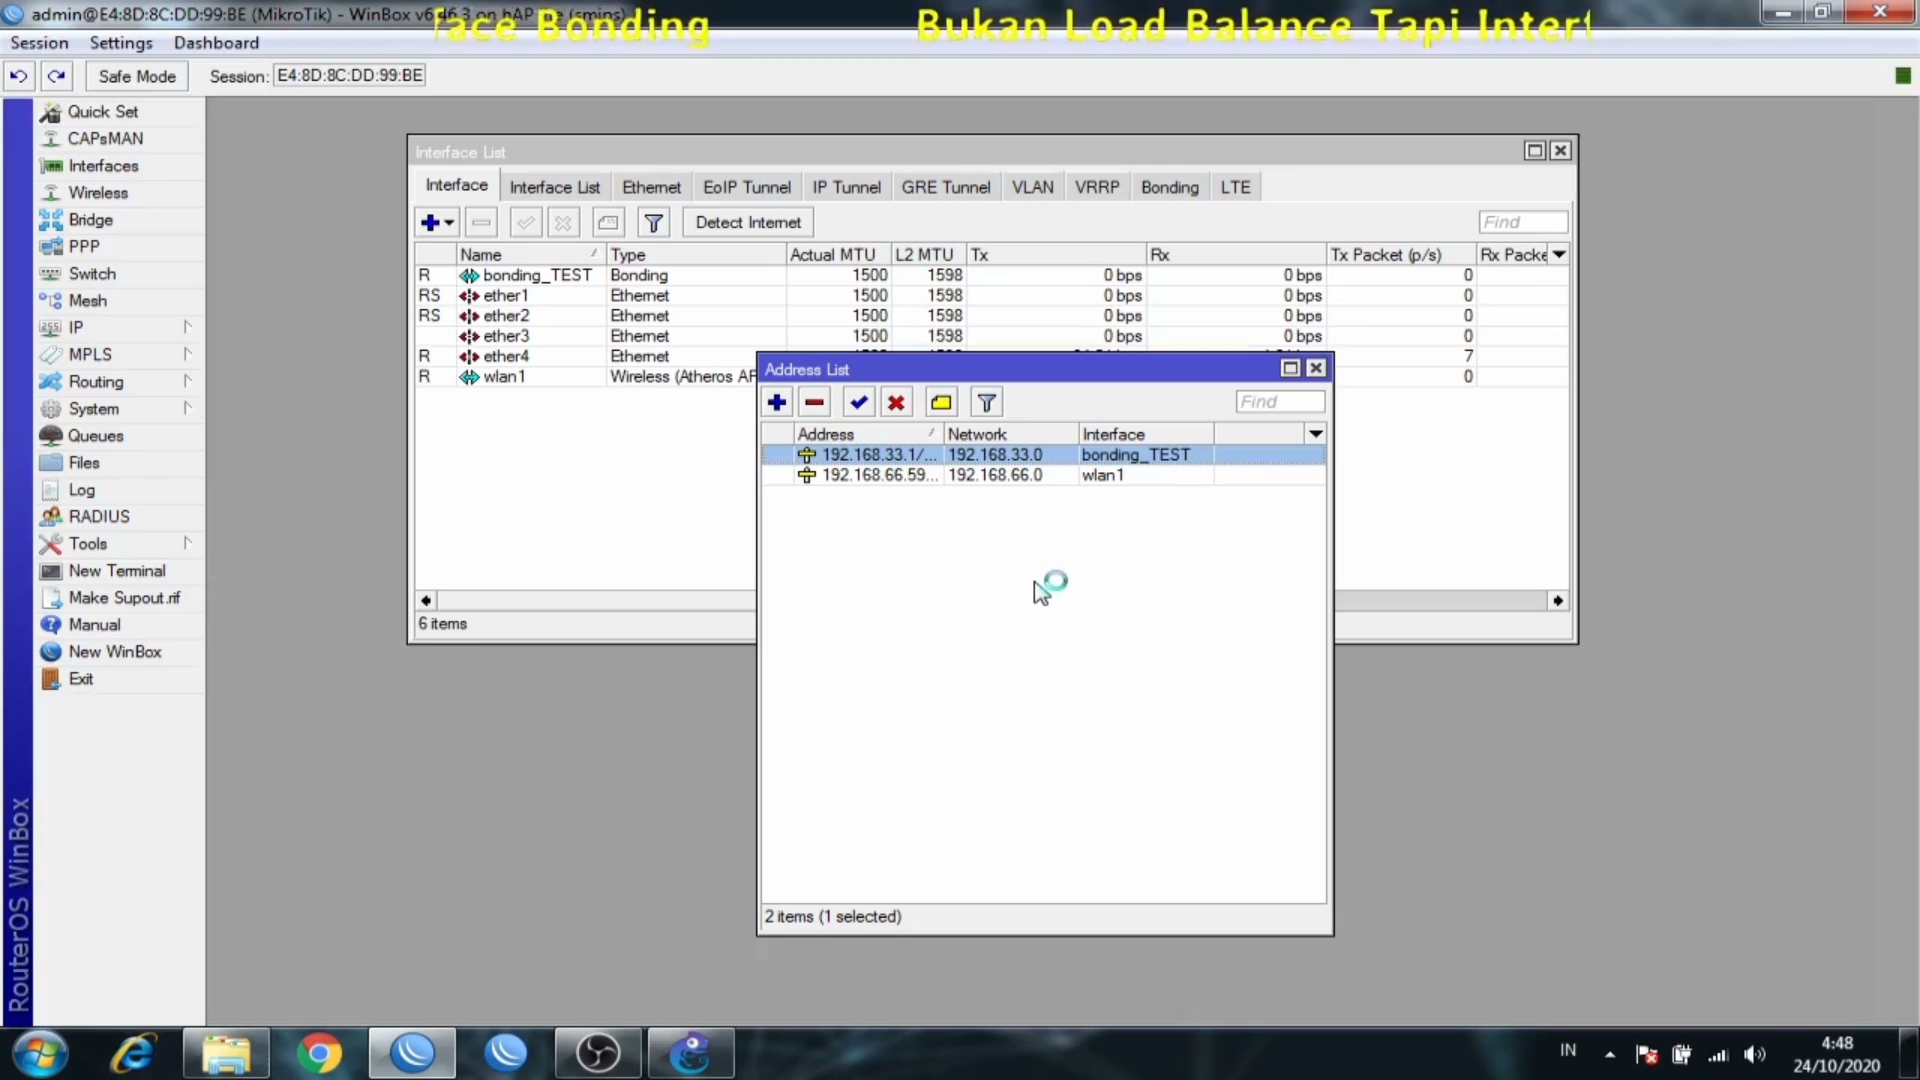 admin@E4:8D:8C:DD:99:BE (MikroTik) - WinBox v6.46.3 on hAP lite (smips)
face Bonding
Bukan Load Balance Tapi Interf
Session Settings Dashboard
Safe Mode Session: E4:8D:8C:DD:99:BE
Quick Set
CAPsMAN
Interfaces
Wireless
Bridge
PPP
Switch
Mesh
IP
MPLS
Routing
System
Queues
Files
Log
RADIUS
Tools
New Terminal
Make Supout.rif
Manual
New WinBox
Exit
RouterOS WinBox
Interface List
Interface Interface List Ethernet EoIP Tunnel IP Tunnel GRE Tunnel VLAN VRRP Bonding LTE
Detect Internet Find
Name Type Actual MTU L2 MTU Tx Rx Tx Packet (p/s) Rx Packe
R bonding_TEST Bonding 1500 1598 0 bps 0 bps 0
RS ether1 Ethernet 1500 1598 0 bps 0 bps 0
RS ether2 Ethernet 1500 1598 0 bps 0 bps 0
ether3 Ethernet 1500 1598 0 bps 0 bps 0
R ether4 Ethernet 7
R wlan1 Wireless (Atheros AF 0
6 items
Address List
Find
Address Network Interface
192.168.33.1/... 192.168.33.0 bonding_TEST
192.168.66.59... 192.168.66.0 wlan1
2 items (1 selected)
IN
4:48
24/10/2020